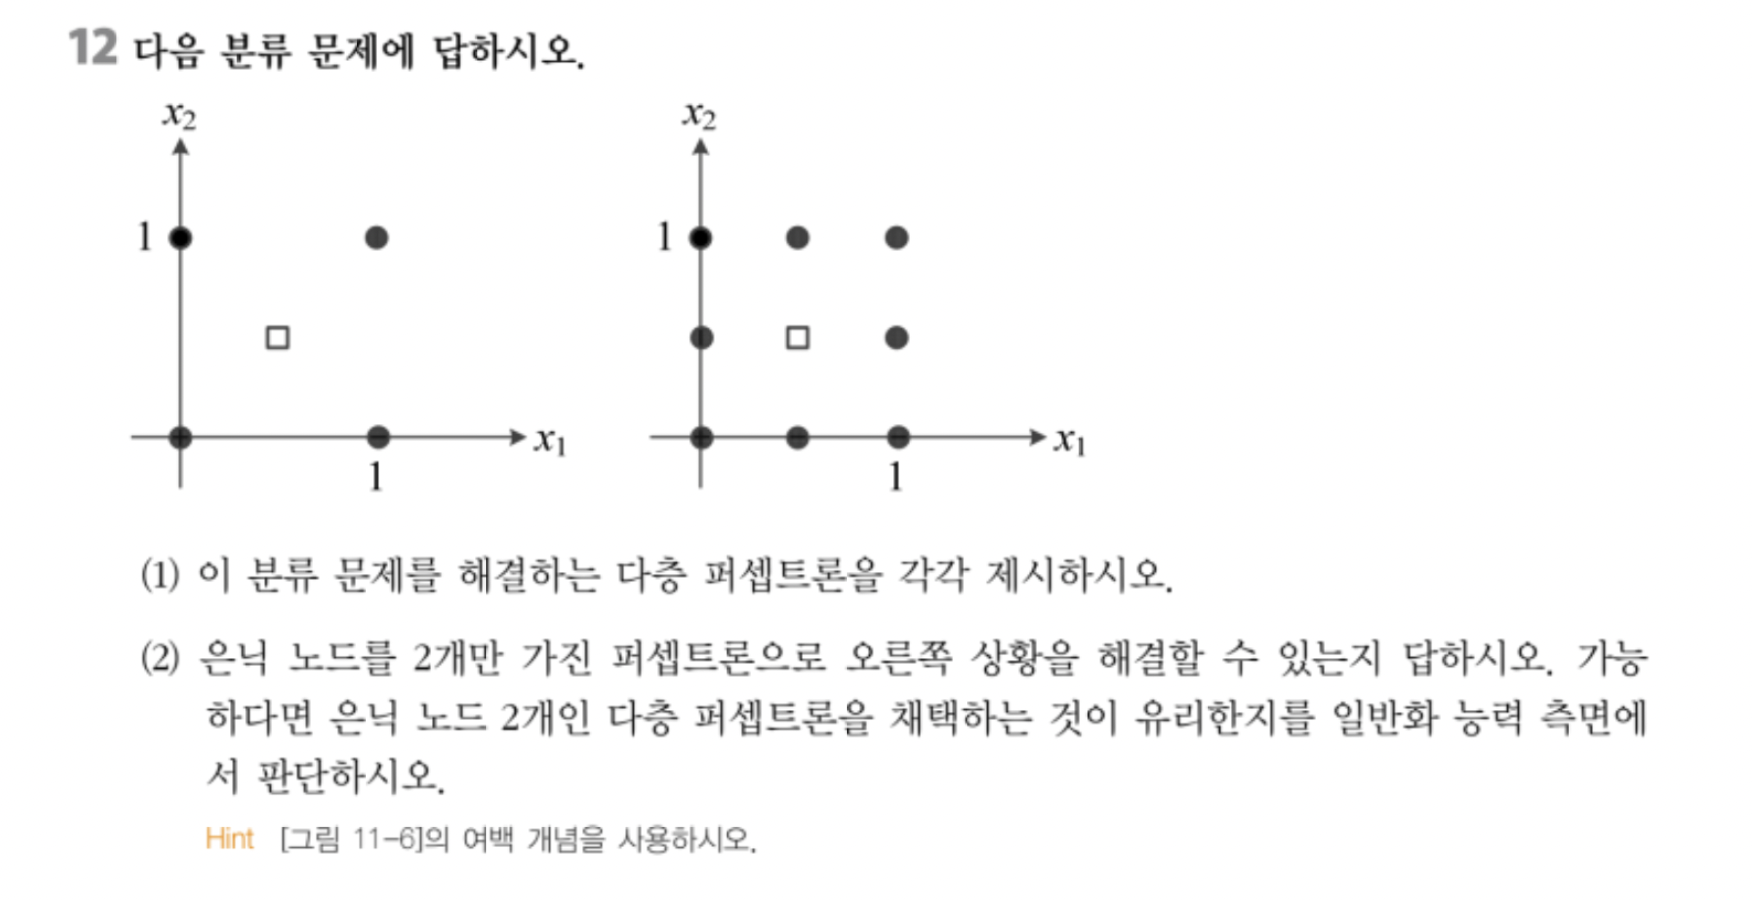 12 다음 분류 문제에 답하시오.
x2 x2
1 1
x1 x1
1 1
(1) 이 분류 문제를 해결하는 다층 퍼셉트론을 각각 제시하시오.
(2) 은닉 노드를 2개만 가진 퍼셉트론으로 오른쪽 상황을 해결할 수 있는지 답하시오. 가능
하다면 은닉 노드 2개인 다층 퍼셉트론을 채택하는 것이 유리한지를 일반화 능력 측면에
서 판단하시오.
Hint [그림 11-6]의 여백 개념을 사용하시오.